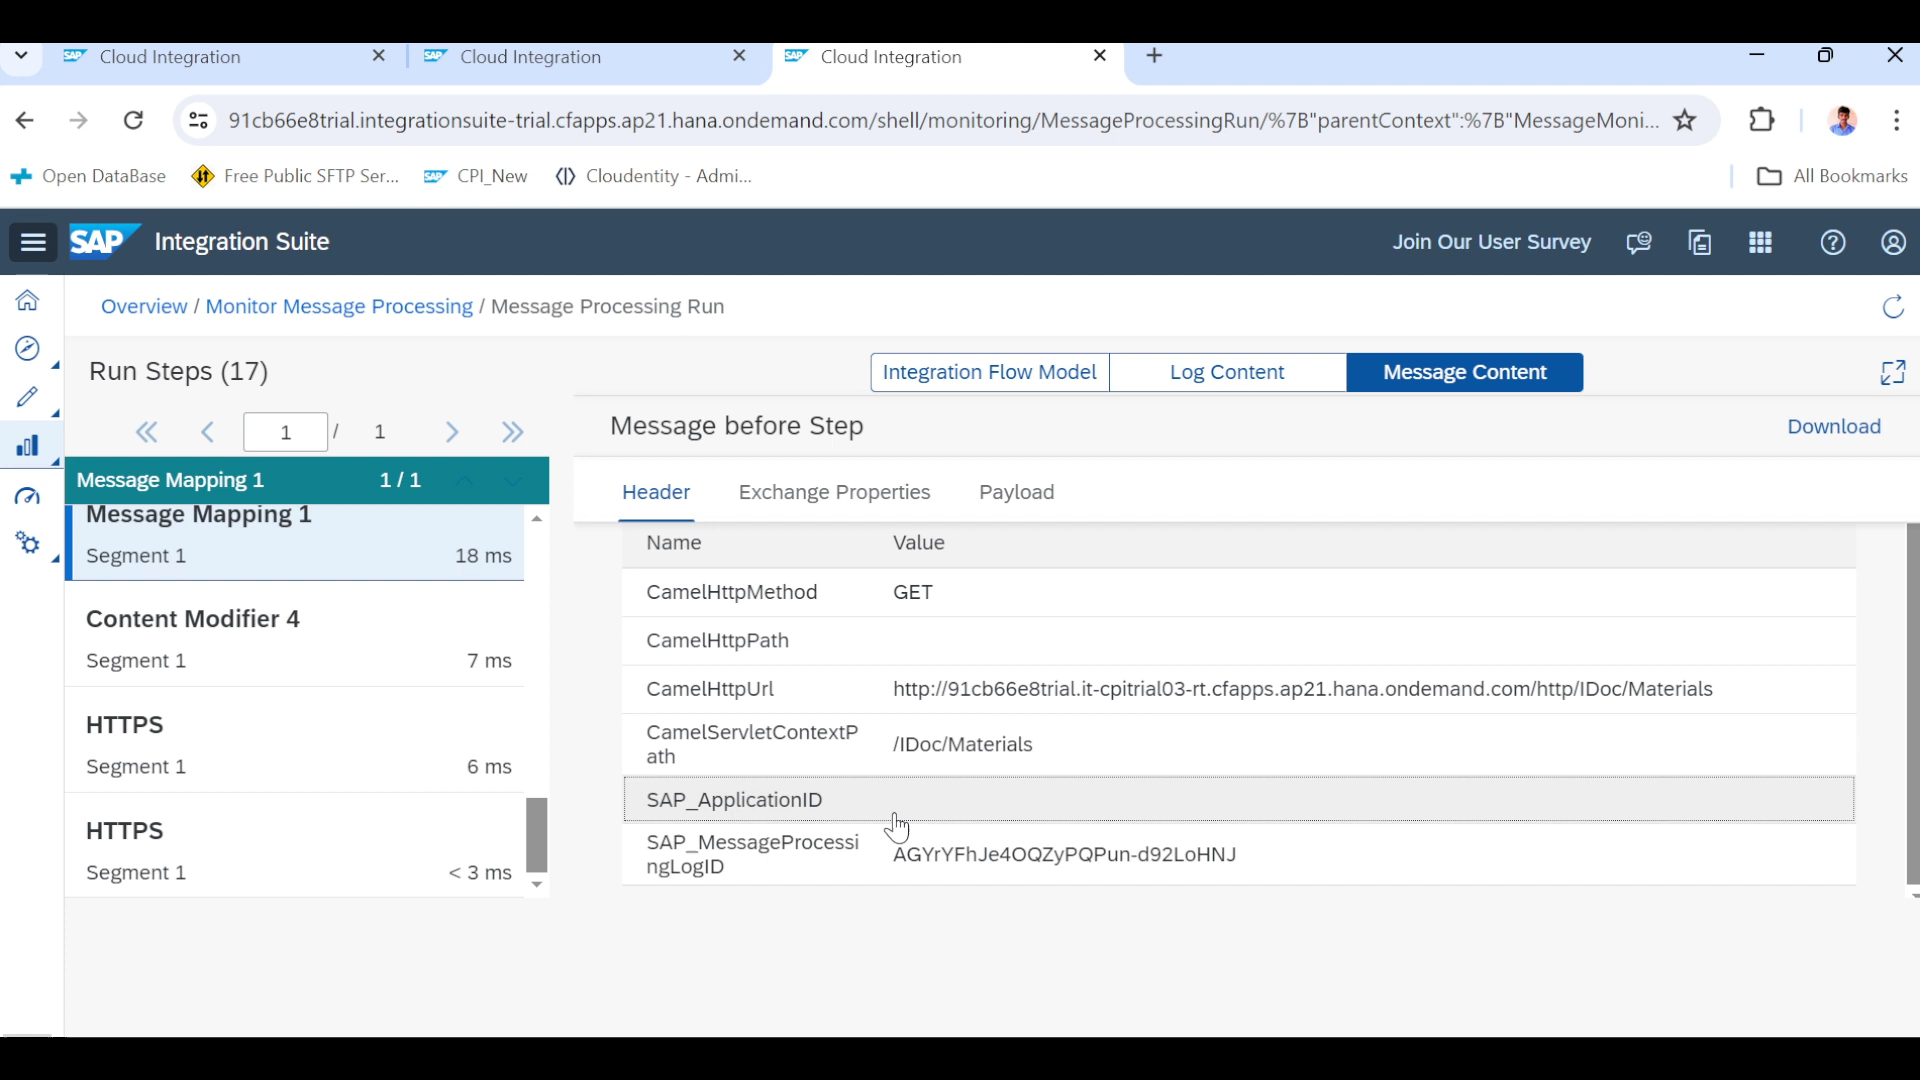 Cloud Integration
Cloud Integration
Cloud Integration
91cb66e8trial.integrationsuite-trial.cfapps.ap21.hana.ondemand.com/shell/monitoring/MessageProcessingRun/%7B"parentContext":%7B"MessageMoni...
Open DataBase
Free Public SFTP Ser...
SAP CPI_New
Cloudentity - Admi...
All Bookmarks
SAP Integration Suite
Join Our User Survey
Overview / Monitor Message Processing / Message Processing Run
Run Steps (17)
Integration Flow Model
Log Content
Message Content
1 / 1
Message before Step
Download
Message Mapping 1 1 / 1
Header
Exchange Properties
Payload
Message Mapping 1
Segment 1 18 ms
Content Modifier 4
Segment 1 7 ms
HTTPS
Segment 1 6 ms
HTTPS
Segment 1 < 3 ms
Name Value
CamelHttpMethod GET
CamelHttpPath
CamelHttpUrl http://91cb66e8trial.it-cpitrial03-rt.cfapps.ap21.hana.ondemand.com/http/IDoc/Materials
CamelServletContextP
ath
/IDoc/Materials
SAP_ApplicationID
SAP_MessageProcessi
ngLogID
AGYrYFhJe4OQZyPQPun-d92LoHNJ